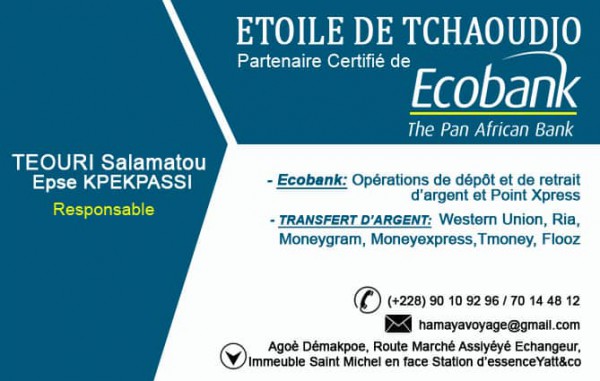 ETOILE DE TCHAOUDJO
Partenaire Certifié de
Ecobank
The Pan African Bank
TEOURI Salamatou
Epse KPEKPASSI
Responsable
- Ecobank: Opérations de dépôt et de retrait
d'argent et Point Xpress
- TRANSFERT D'ARGENT: Western Union, Ria,
Moneygram, Moneyexpress,Tmoney, Flooz
(+228) 90 10 92 96 / 70 14 48 12
hamayavoyage@gmail.com
Agoè Démakpoe, Route Marché Assiyéyé Echangeur,
Immeuble Saint Michel en face Station d'essenceYatt&co